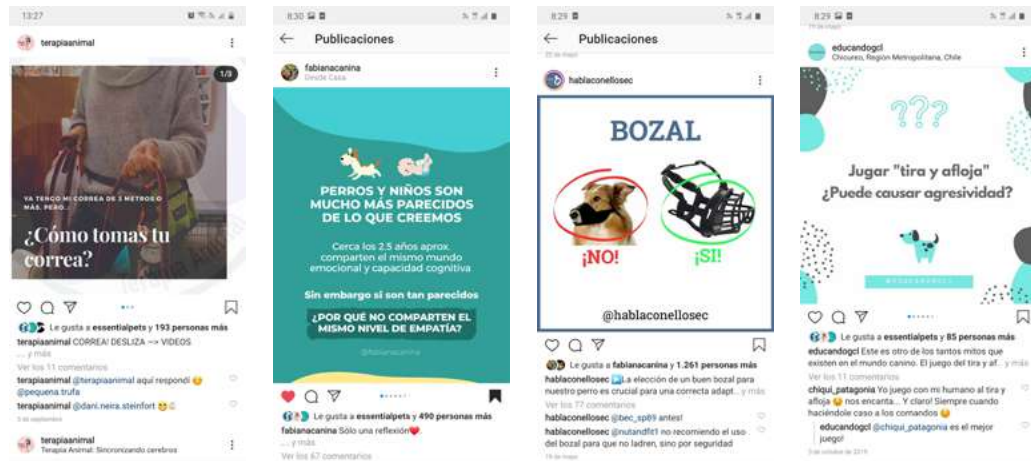 13:27
terapiaanimal
1/3
YA TENGO MI CORREA DE 3 METROS O
MÁS, PERO...
¿Cómo tomas tu
correa?
Le gusta a essentialpets y 193 personas más
terapiaanimal CORREA! DESLIZA —> VIDEOS
... y más
Ver los 11 comentarios
terapiaanimal @terapiaanimal aquí respondí 😊
@pequena.trufa
terapiaanimal @dani.neira.steinfort
5 de septiembre
terapiaanimal
Terapia Animal: Sincronizando cerebros
8:30
Publicaciones
fabianacanina
Desde Casa
PERROS Y NIÑOS SON
MUCHO MÁS PARECIDOS
DE LO QUE CREEMOS
Cerca los 2.5 años aprox.
comparten el mismo mundo
emocional y capacidad cognitiva
Sin embargo si son tan parecidos
¿POR QUÉ NO COMPARTEN EL
MISMO NIVEL DE EMPATÍA?
@fabianacanina
Le gusta a essentialpets y 490 personas más
fabianacanina Sólo una reflexión❤️.
... y más
Ver los 67 comentarios
8:29
Publicaciones
hablaconellosec
BOZAL
¡NO!
¡SI!
@hablaconellosec
Le gusta a fabianacanina y 1.261 personas más
hablaconellosec ▶️La elección de un buen bozal para
nuestro perro es crucial para una correcta adapt... y más
Ver los 77 comentarios
hablaconellosec @bec_sp89 antes!
hablaconellosec @nutandfit1 no recomiendo el uso
del bozal para que no ladren, sino por seguridad
19 de mayo
8:29
educandogcl
Chicureo, Región Metropolitana, Chile
???
Jugar "tira y afloja"
¿Puede causar agresividad?
Le gusta a essentialpets y 85 personas más
educandogcl Este es otro de los tantos mitos que
existen en el mundo canino. El juego del tira y af... y más
Ver los 11 comentarios
chiqui_patagonia Yo juego con mi humano al tira y
afloja 😊 nos encanta... Y claro! Siempre cuando
haciéndole caso a los comandos 😊
educandogcl @chiqui_patagonia es el mejor
juego!
3 de octubre de 2019